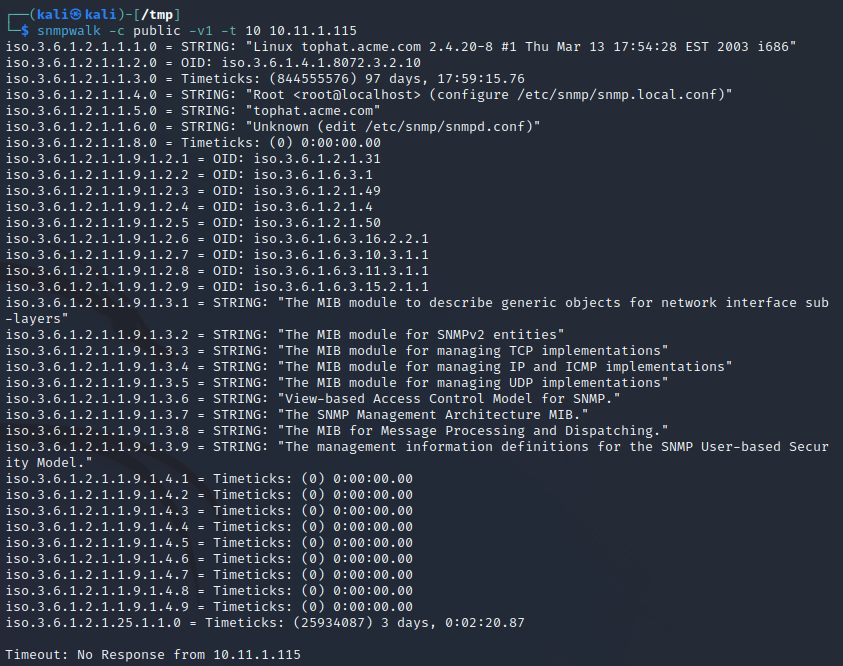 ┌──(kali㉿kali)-[/tmp]
└─$ snmpwalk -c public -v1 -t 10 10.11.1.115
iso.3.6.1.2.1.1.1.0 = STRING: "Linux tophat.acme.com 2.4.20-8 #1 Thu Mar 13 17:54:28 EST 2003 i686"
iso.3.6.1.2.1.1.2.0 = OID: iso.3.6.1.4.1.8072.3.2.10
iso.3.6.1.2.1.1.3.0 = Timeticks: (844555576) 97 days, 17:59:15.76
iso.3.6.1.2.1.1.4.0 = STRING: "Root <root@localhost> (configure /etc/snmp/snmp.local.conf)"
iso.3.6.1.2.1.1.5.0 = STRING: "tophat.acme.com"
iso.3.6.1.2.1.1.6.0 = STRING: "Unknown (edit /etc/snmp/snmpd.conf)"
iso.3.6.1.2.1.1.8.0 = Timeticks: (0) 0:00:00.00
iso.3.6.1.2.1.1.9.1.2.1 = OID: iso.3.6.1.2.1.31
iso.3.6.1.2.1.1.9.1.2.2 = OID: iso.3.6.1.6.3.1
iso.3.6.1.2.1.1.9.1.2.3 = OID: iso.3.6.1.2.1.49
iso.3.6.1.2.1.1.9.1.2.4 = OID: iso.3.6.1.2.1.4
iso.3.6.1.2.1.1.9.1.2.5 = OID: iso.3.6.1.2.1.50
iso.3.6.1.2.1.1.9.1.2.6 = OID: iso.3.6.1.6.3.16.2.2.1
iso.3.6.1.2.1.1.9.1.2.7 = OID: iso.3.6.1.6.3.10.3.1.1
iso.3.6.1.2.1.1.9.1.2.8 = OID: iso.3.6.1.6.3.11.3.1.1
iso.3.6.1.2.1.1.9.1.2.9 = OID: iso.3.6.1.6.3.15.2.1.1
iso.3.6.1.2.1.1.9.1.3.1 = STRING: "The MIB module to describe generic objects for network interface sub
-layers"
iso.3.6.1.2.1.1.9.1.3.2 = STRING: "The MIB module for SNMPv2 entities"
iso.3.6.1.2.1.1.9.1.3.3 = STRING: "The MIB module for managing TCP implementations"
iso.3.6.1.2.1.1.9.1.3.4 = STRING: "The MIB module for managing IP and ICMP implementations"
iso.3.6.1.2.1.1.9.1.3.5 = STRING: "The MIB module for managing UDP implementations"
iso.3.6.1.2.1.1.9.1.3.6 = STRING: "View-based Access Control Model for SNMP."
iso.3.6.1.2.1.1.9.1.3.7 = STRING: "The SNMP Management Architecture MIB."
iso.3.6.1.2.1.1.9.1.3.8 = STRING: "The MIB for Message Processing and Dispatching."
iso.3.6.1.2.1.1.9.1.3.9 = STRING: "The management information definitions for the SNMP User-based Secur
ity Model."
iso.3.6.1.2.1.1.9.1.4.1 = Timeticks: (0) 0:00:00.00
iso.3.6.1.2.1.1.9.1.4.2 = Timeticks: (0) 0:00:00.00
iso.3.6.1.2.1.1.9.1.4.3 = Timeticks: (0) 0:00:00.00
iso.3.6.1.2.1.1.9.1.4.4 = Timeticks: (0) 0:00:00.00
iso.3.6.1.2.1.1.9.1.4.5 = Timeticks: (0) 0:00:00.00
iso.3.6.1.2.1.1.9.1.4.6 = Timeticks: (0) 0:00:00.00
iso.3.6.1.2.1.1.9.1.4.7 = Timeticks: (0) 0:00:00.00
iso.3.6.1.2.1.1.9.1.4.8 = Timeticks: (0) 0:00:00.00
iso.3.6.1.2.1.1.9.1.4.9 = Timeticks: (0) 0:00:00.00
iso.3.6.1.2.1.25.1.1.0 = Timeticks: (25934087) 3 days, 0:02:20.87
Timeout: No Response from 10.11.1.115